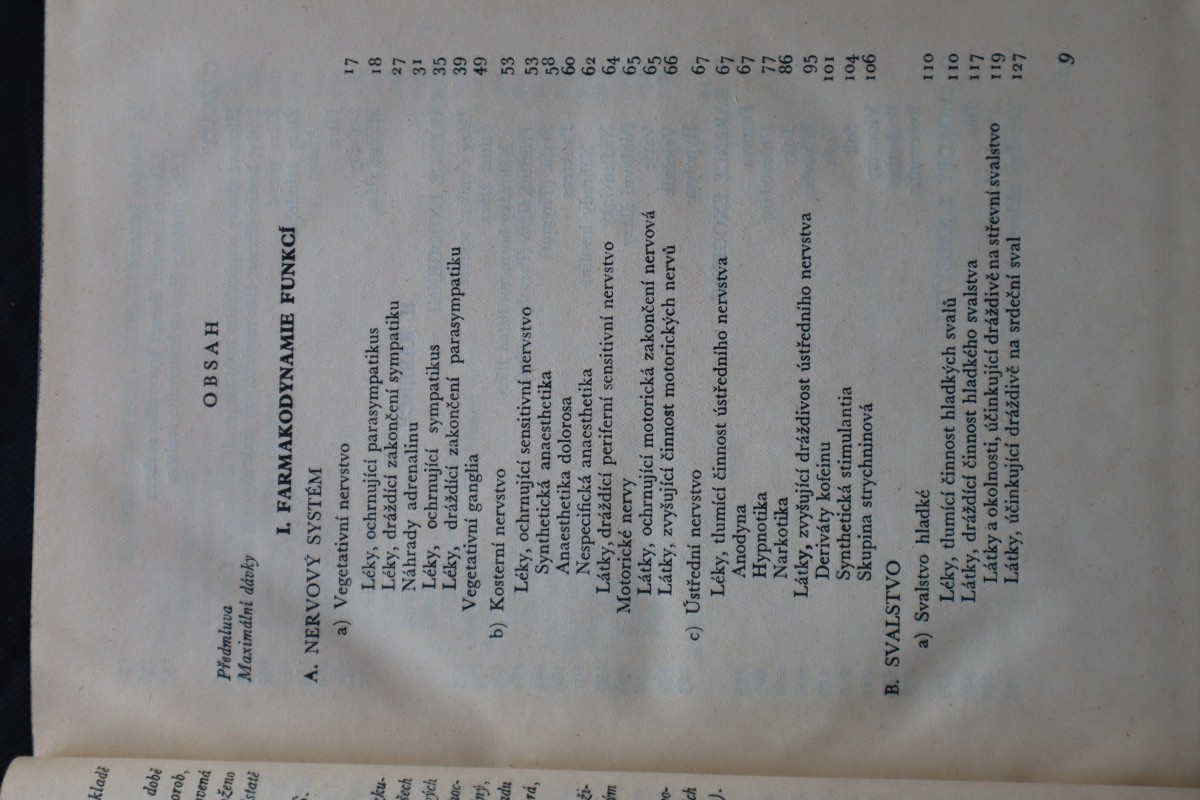 OBSAH
Předmluva
Maximální dávky
I. FARMAKODYNAMIE FUNKCÍ
A. NERVOVÝ SYSTÉM
a) Vegetativní nervstvo 17
Léky, ochrnující parasympatikus 18
Léky, dráždící zakončení sympatiku 27
Náhrady adrenalinu 31
Léky, ochrnující sympatikus 35
Léky, dráždící zakončení parasympatiku 39
Vegetativní ganglia 49
b) Kosterní nervstvo 53
Léky, ochrnující sensitivní nervstvo 53
Synthetická anaesthetika 58
Anaesthetika dolorosa 60
Nespecifická anaesthetika 62
Látky, dráždící periferní sensitivní nervstvo 64
Motorické nervy 65
Látky, ochrnující motorická zakončení nervová 65
Látky, zvyšující činnost motorických nervů 66
c) Ústřední nervstvo 67
Léky, tlumící činnost ústředního nervstva 67
Anodyna 67
Hypnotika 77
Narkotika 86
Látky, zvyšující dráždivost ústředního nervstva 95
Deriváty kofeinu 101
Synthetická stimulantia 104
Skupina strychninová 106
B. SVALSTVO
a) Svalstvo hladké 110
Léky, tlumící činnost hladkých svalů 110
Látky, dráždící činnost hladkého svalstva 117
Látky a okolnosti, účinkující dráždivě na střevní svalstvo 119
Látky, účinkující dráždivě na srdeční sval 127
9
kladě
době
orob,
ovená
oženo
statě